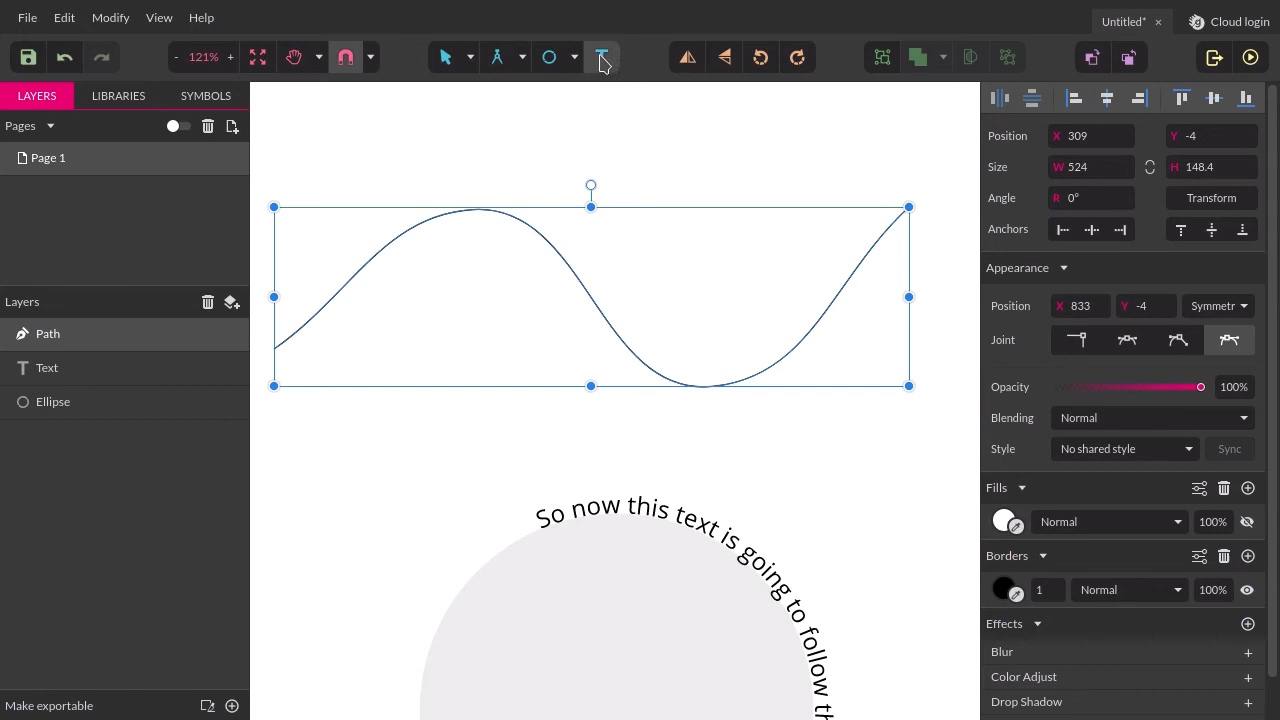 File Edit Modify View Help
Untitled* × Cloud login
- 121% +
LAYERS LIBRARIES SYMBOLS
Pages
Page 1
Layers
Path
Text
Ellipse
Make exportable
So now this text is going to follow th
Position X 309 Y -4
Size W 524 H 148.4
Angle R 0° Transform
Anchors
Appearance
Position X 833 Y -4 Symmetr
Joint
Opacity 100%
Blending Normal
Style No shared style Sync
Fills
Normal 100%
Borders
1 Normal 100%
Effects
Blur +
Color Adjust +
Drop Shadow +